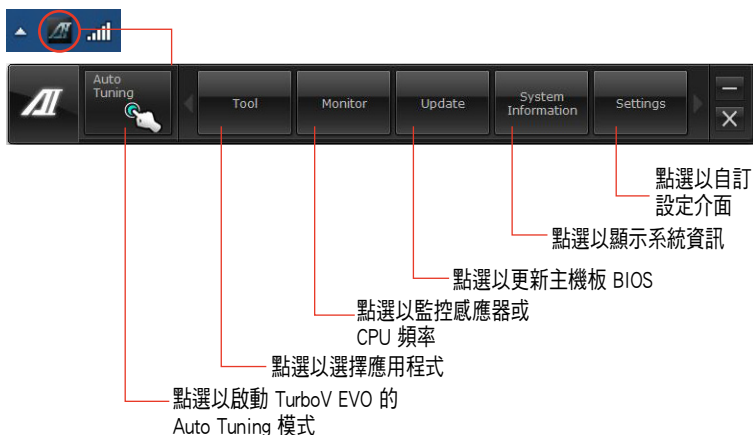 Auto
Tuning
Tool
Monitor
Update
System
Information
Settings
點選以自訂
設定介面
點選以顯示系統資訊
點選以更新主機板 BIOS
點選以監控感應器或
CPU 頻率
點選以選擇應用程式
點選以啟動 TurboV EVO 的
Auto Tuning 模式